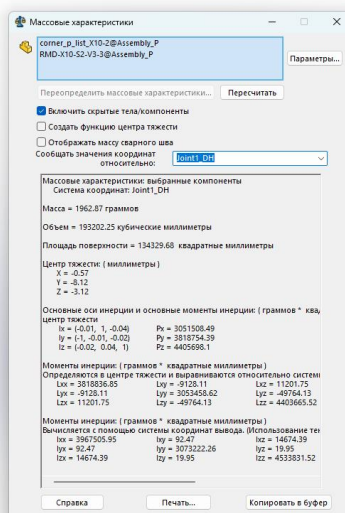 Массовые характеристики
corner_p_list_X10-2@Assembly_P
RMD-X10-S2-V3-3@Assembly_P
Параметры...
Переопределить массовые характеристики...
Пересчитать
Включить скрытые тела/компоненты
Создать функцию центра тяжести
Отображать массу сварного шва
Сообщать значения координат относительно:
Joint1_DH
Массовые характеристики: выбранные компоненты
Система координат: Joint1_DH
Масса = 1962.87 граммов
Объем = 193202.25 кубические миллиметры
Площадь поверхности = 134329.68 квадратные миллиметры
Центр тяжести: ( миллиметры )
X = -0.57
Y = -8.12
Z = -3.12
Основные оси инерции и основные моменты инерции: ( граммов * квад
центр тяжести
Ix = (-0.01, 1, -0.04) Px = 3051508.49
Iy = (-1, -0.01, -0.02) Py = 3818754.39
Iz = (-0.02, 0.04, 1) Pz = 4405698.1
Моменты инерции: ( граммов * квадратные миллиметры )
Определяются в центре тяжести и выравниваются относительно систем
Lxx = 3818836.85 Lxy = -9128.11 Lxz = 11201.75
Lyx = -9128.11 Lyy = 3053458.62 Lyz = -49764.13
Lzx = 11201.75 Lzy = -49764.13 Lzz = 4403665.52
Моменты инерции: ( граммов * квадратные миллиметры )
Вычисляется с помощью системы координат вывода. (Использование тен
Ixx = 3967505.95 Ixy = 92.47 Ixz = 14674.39
Iyx = 92.47 Iyy = 3073222.26 Iyz = 19.95
Izx = 14674.39 Izy = 19.95 Izz = 4533831.52
Справка
Печать...
Копировать в буфер